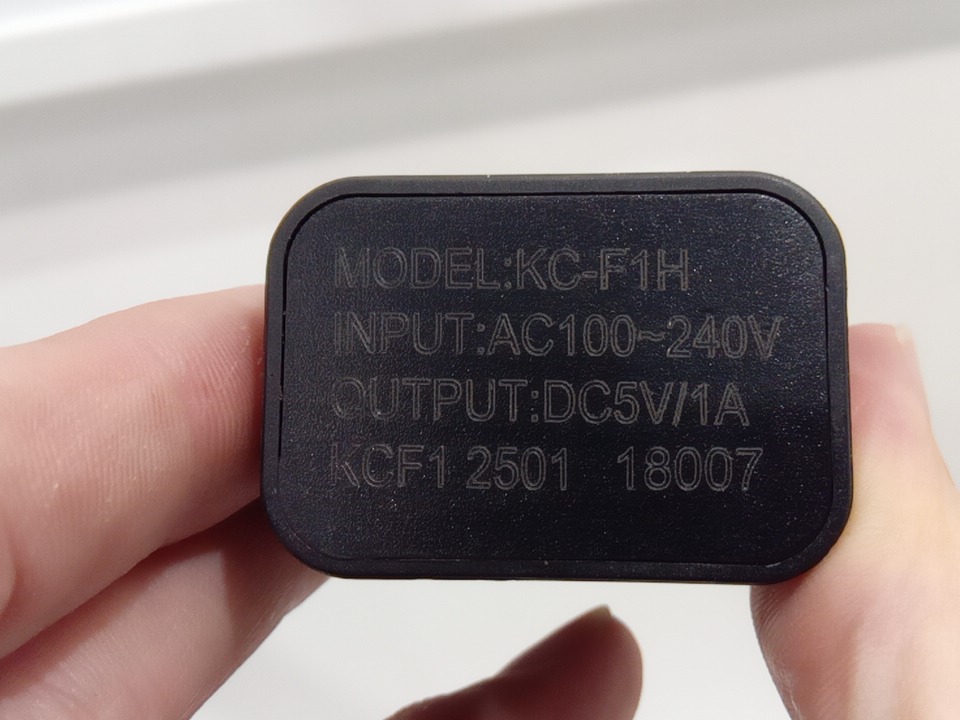 MODEL:KC-F1H
INPUT:AC100~240V
OUTPUT:DC5V/1A
KCF1 2501 18007